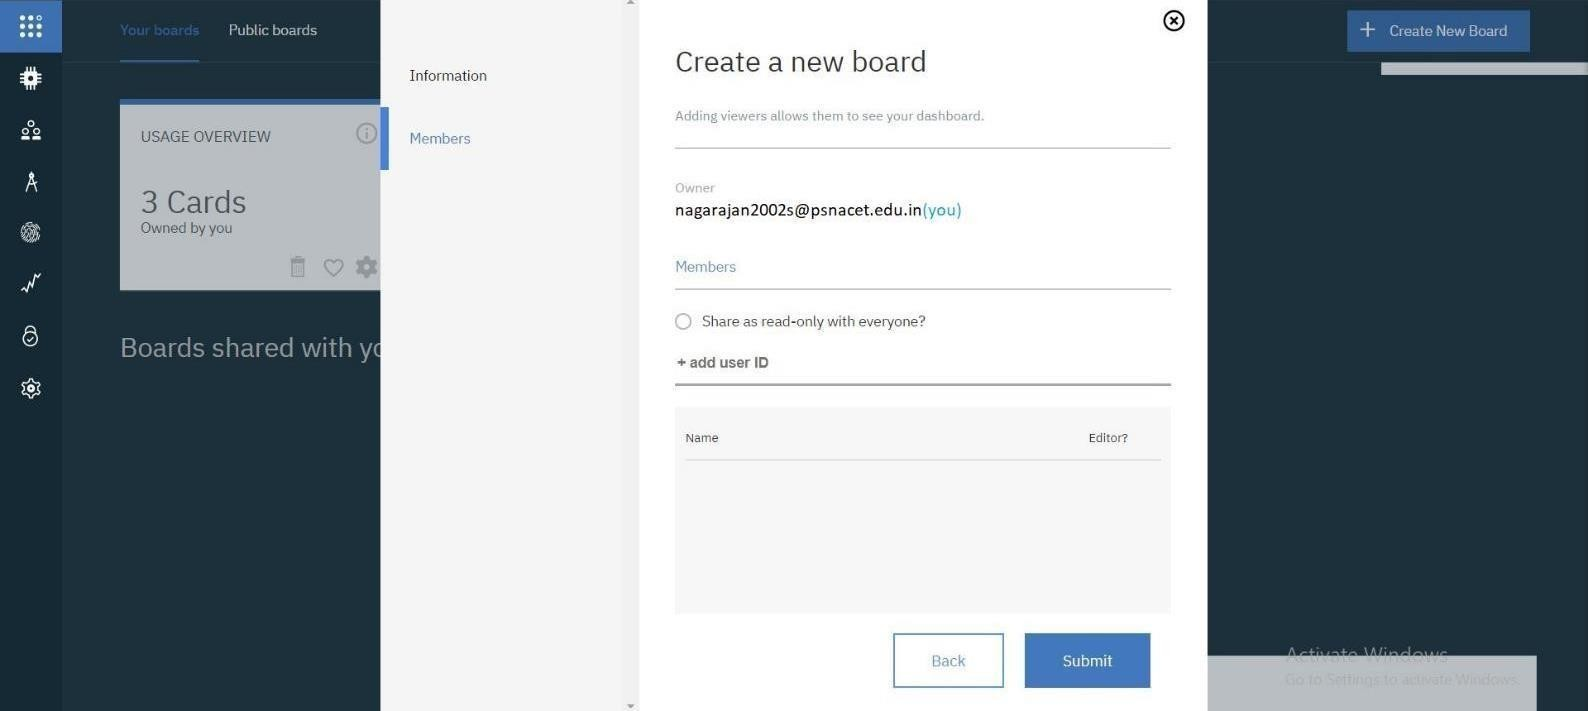 Your boards
Public boards
+ Create New Board
USAGE OVERVIEW
3 Cards
Owned by you
Boards shared with yo
Information
Members
Create a new board
Adding viewers allows them to see your dashboard.
Owner
nagarajan2002s@psnacet.edu.in(you)
Members
Share as read-only with everyone?
+ add user ID
Name Editor?
Back
Submit
Activate Windows
Go to Settings to activate Windows.